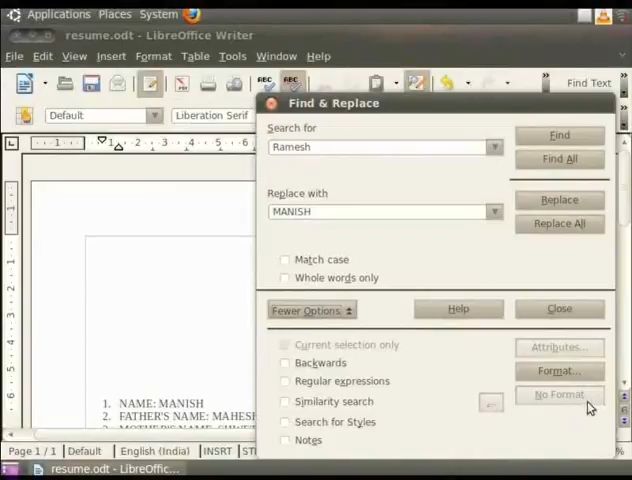 Applications Places System
resume.odt - LibreOffice Writer
File Edit View Insert Format Table Tools Window Help
Find Text
Default Liberation Serif
Find & Replace
Search for
Ramesh
Find
Find All
Replace with
MANISH
Replace
Replace All
Match case
Whole words only
Fewer Options
Help
Close
Current selection only
Attributes...
Backwards
Format...
Regular expressions
Similarity search
...
No Format
Search for Styles
Notes
1. NAME: MANISH
2. FATHER'S NAME: MAHESH
Page 1 / 1 Default English (India) INSRT
resume.odt - LibreOffic...